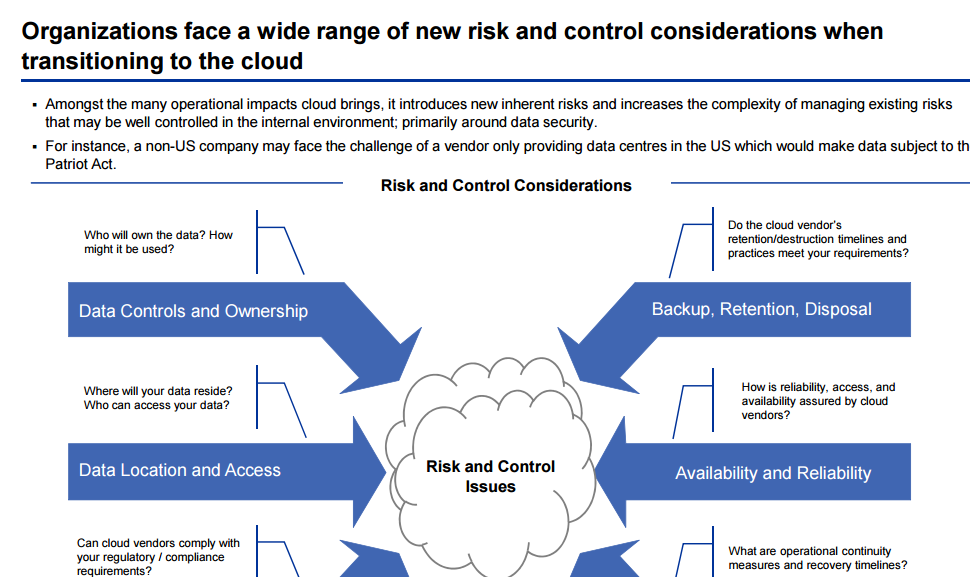 Organizations face a wide range of new risk and control considerations when
transitioning to the cloud
▪ Amongst the many operational impacts cloud brings, it introduces new inherent risks and increases the complexity of managing existing risks
that may be well controlled in the internal environment; primarily around data security.
▪ For instance, a non-US company may face the challenge of a vendor only providing data centres in the US which would make data subject to th
Patriot Act.
Risk and Control Considerations
Who will own the data? How
might it be used?
Data Controls and Ownership
Do the cloud vendor's
retention/destruction timelines and
practices meet your requirements?
Backup, Retention, Disposal
Where will your data reside?
Who can access your data?
Data Location and Access
Risk and Control
Issues
How is reliability, access, and
availability assured by cloud
vendors?
Availability and Reliability
Can cloud vendors comply with
your regulatory / compliance
requirements?
What are operational continuity
measures and recovery timelines?